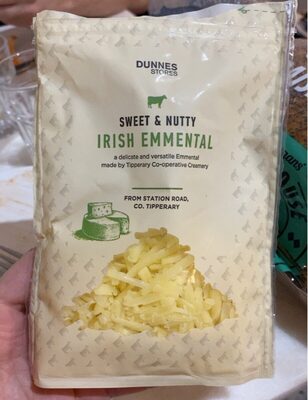 DUNNES
STORES
SWEET & NUTTY
IRISH EMMENTAL
a delicate and versatile Emmental
made by Tipperary Co-operative Creamery
FROM STATION ROAD,
CO. TIPPERARY